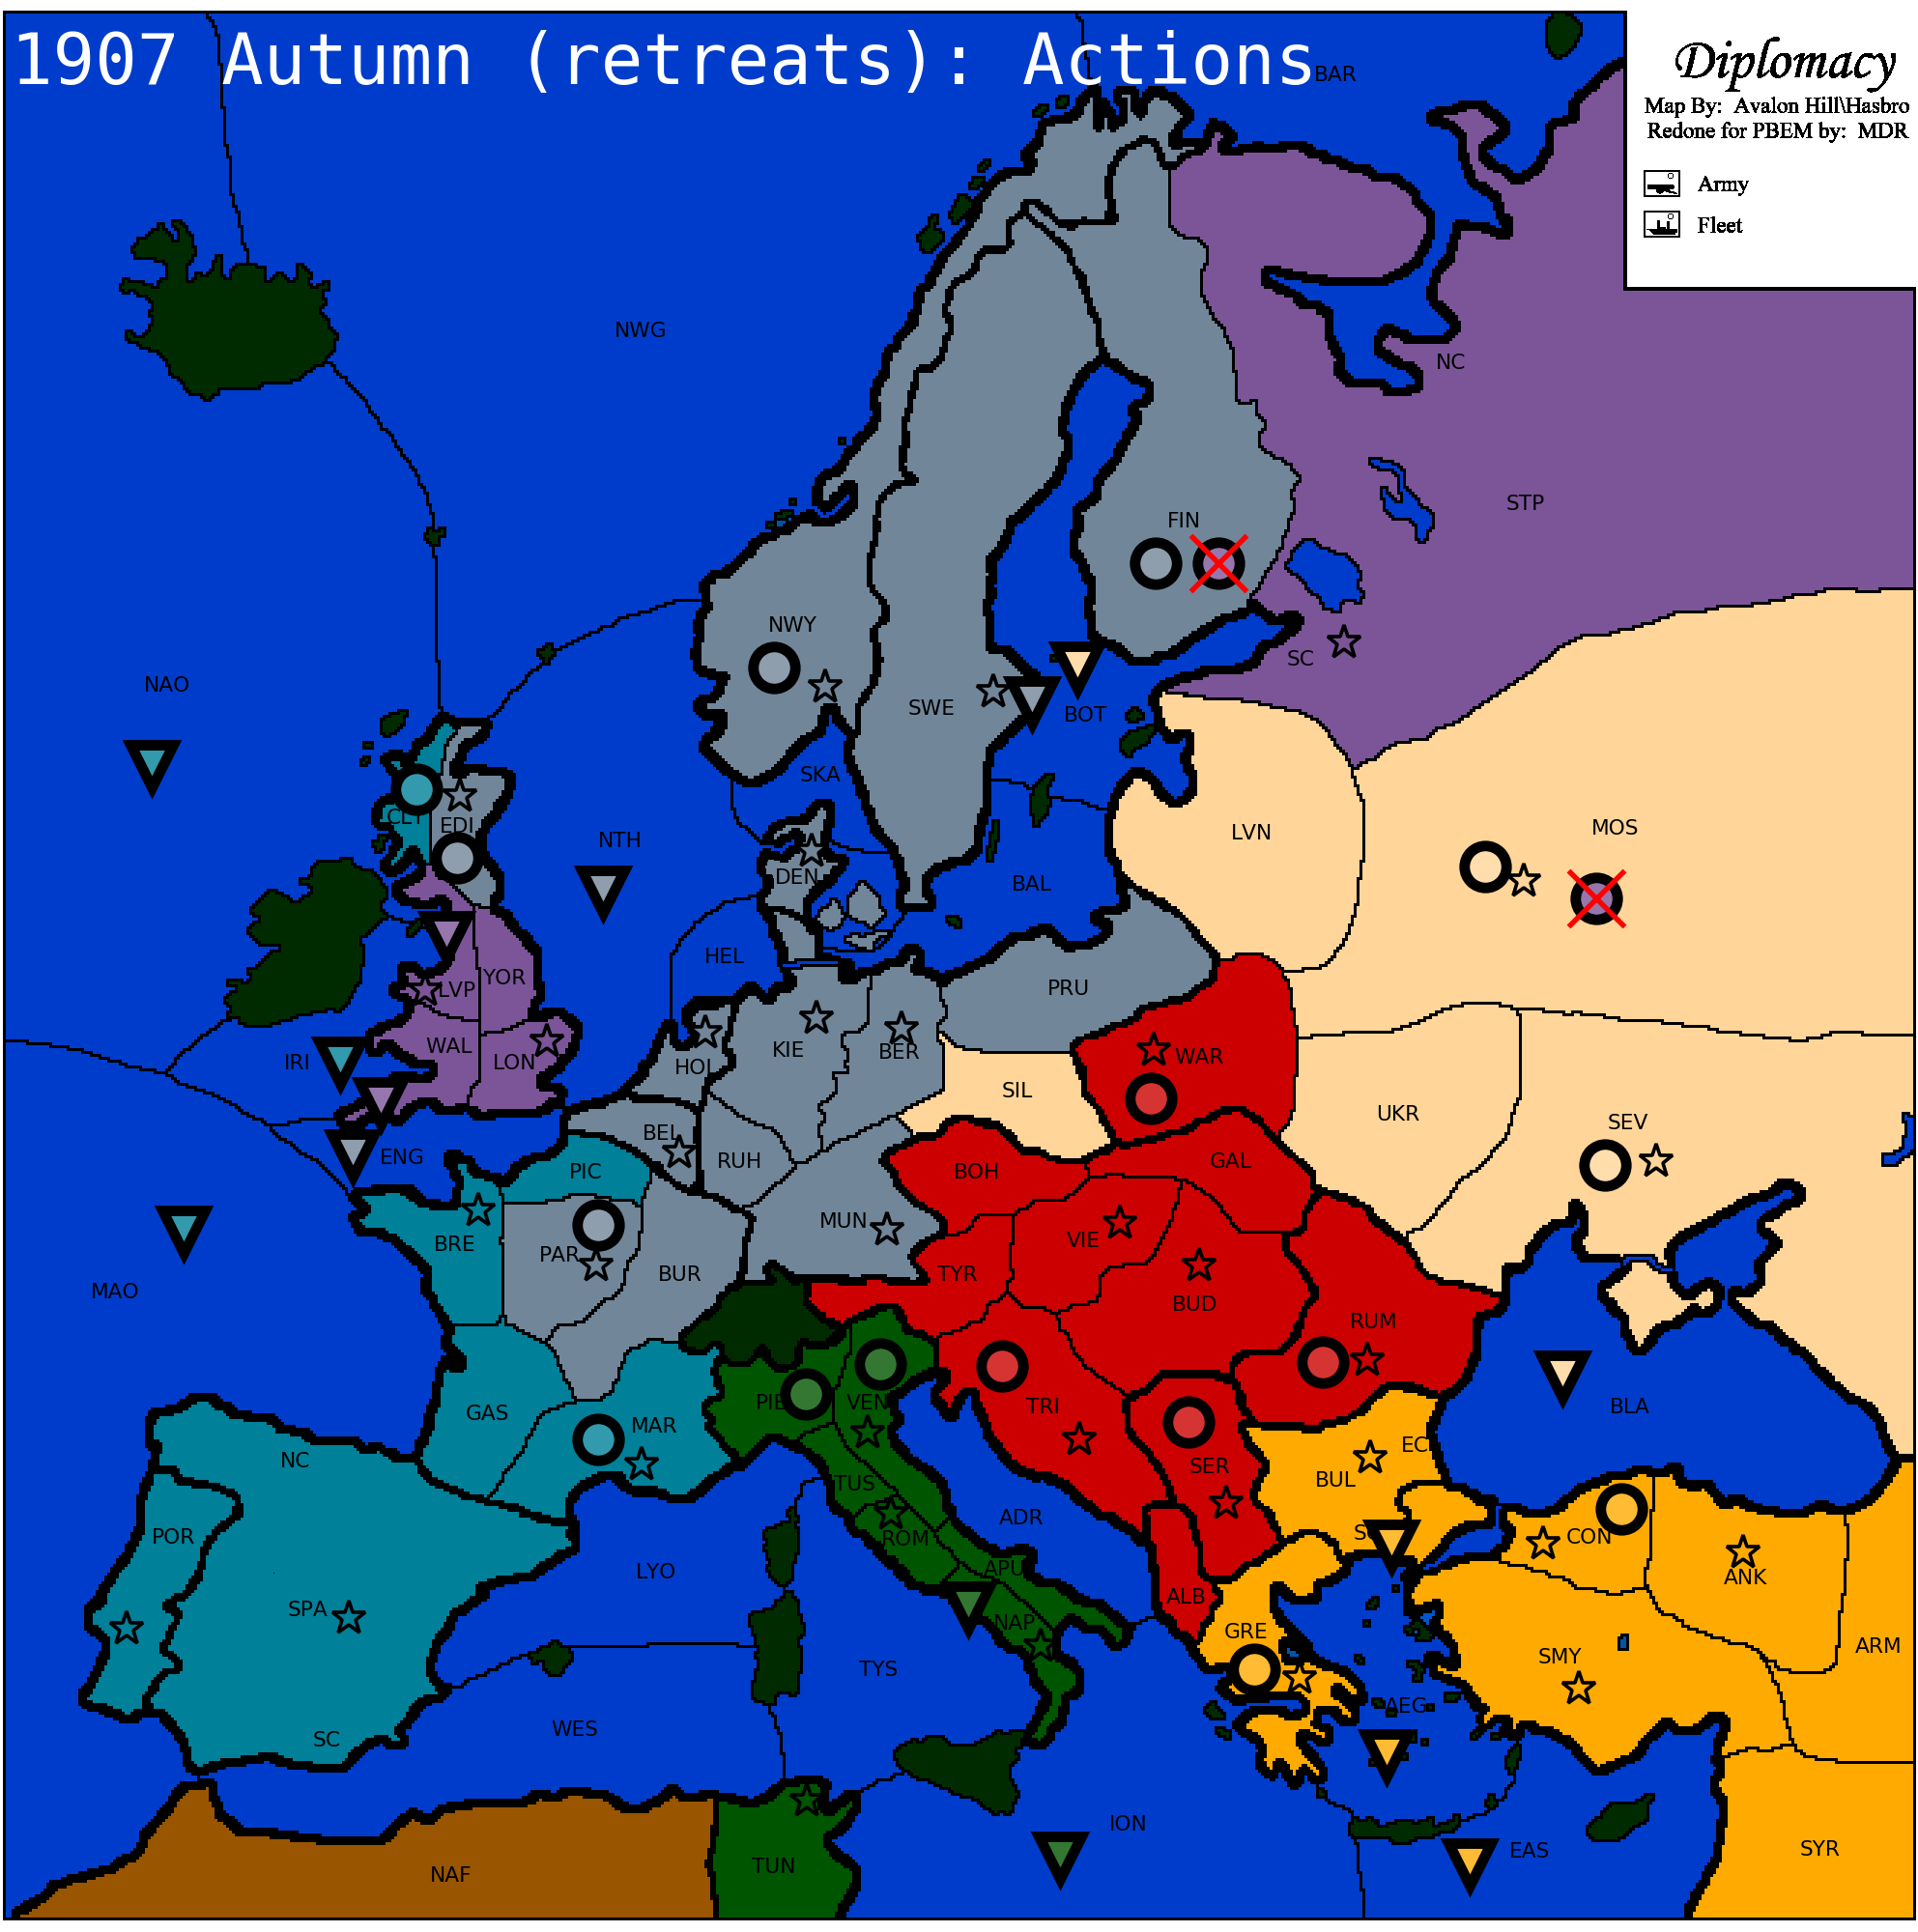 1907 Autumn (retreats): Actions
BAR
Diplomacy
Map By: Avalon Hill\Hasbro
Redone for PBEM by: MDR
Army
Fleet
NWG
NC
STP
FIN
NWY
SC
NAO
SWE
BOT
SKA
CLY
EDI
NTH
LVN
MOS
DEN
BAL
HEL
YOR
LVP
PRU
IRI
WAL
LON
HOL
KIE
BER
SIL
WAR
UKR
SEV
ENG
BEL
RUH
PIC
BOH
GAL
MUN
BRE
PAR
BUR
VIE
TYR
BUD
MAO
RUM
PIE
VEN
TRI
BLA
GAS
MAR
NC
TUS
SER
BUL
EC
POR
ROM
ADR
SC
CON
LYO
APU
ALB
ANK
SPA
NAP
GRE
SMY
ARM
TYS
AEG
SC
WES
ION
EAS
SYR
NAF
TUN